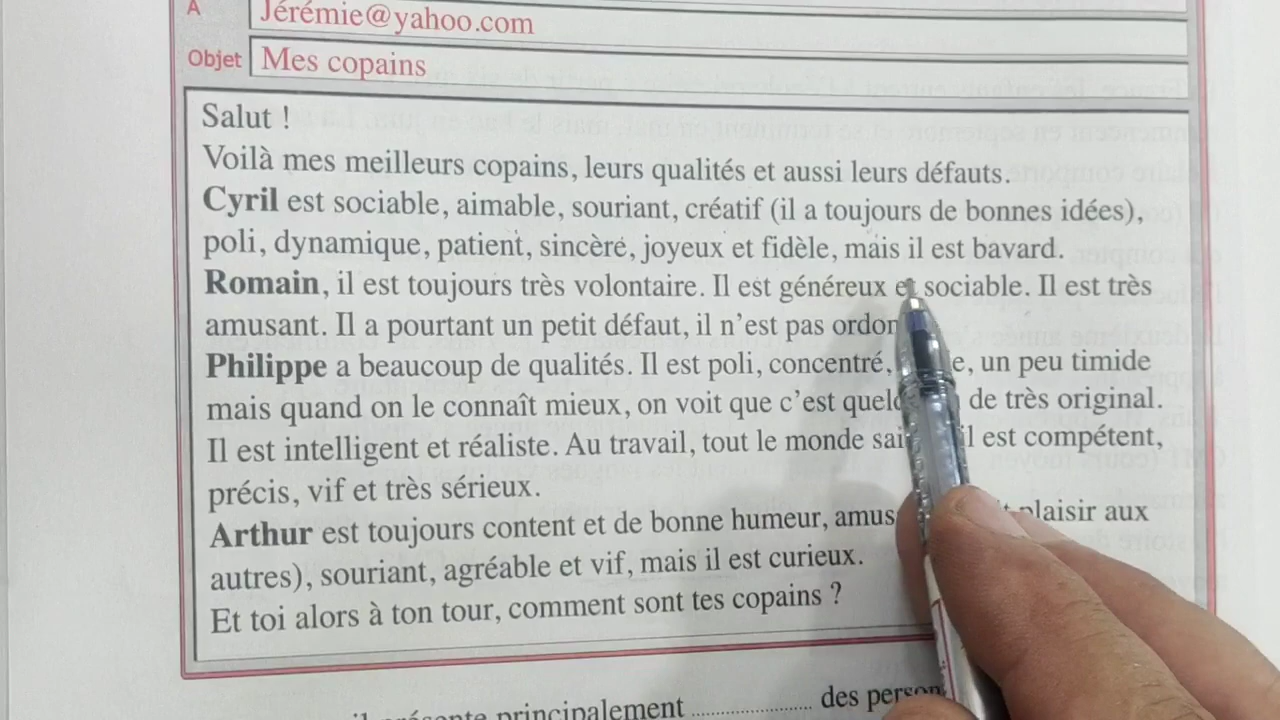 A Jérémie@yahoo.com
Objet Mes copains
Salut !
Voilà mes meilleurs copains, leurs qualités et aussi leurs défauts.
Cyril est sociable, aimable, souriant, créatif (il a toujours de bonnes idées),
poli, dynamique, patient, sincère, joyeux et fidèle, mais il est bavard.
Romain, il est toujours très volontaire. Il est généreux et sociable. Il est très
amusant. Il a pourtant un petit défaut, il n'est pas
Philippe a beaucoup de qualités. Il est poli, concentré, un peu timide
mais quand on le connaît mieux, on voit que c'est de très original.
Il est intelligent et réaliste. Au travail, tout le monde il est compétent,
précis, vif et très sérieux.
Arthur est toujours content et de bonne humeur, plaisir aux
autres), souriant, agréable et vif, mais il est curieux.
Et toi alors à ton tour, comment sont tes copains ?
principalement .................... des